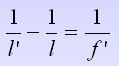 1/l' - 1/l = 1/f'